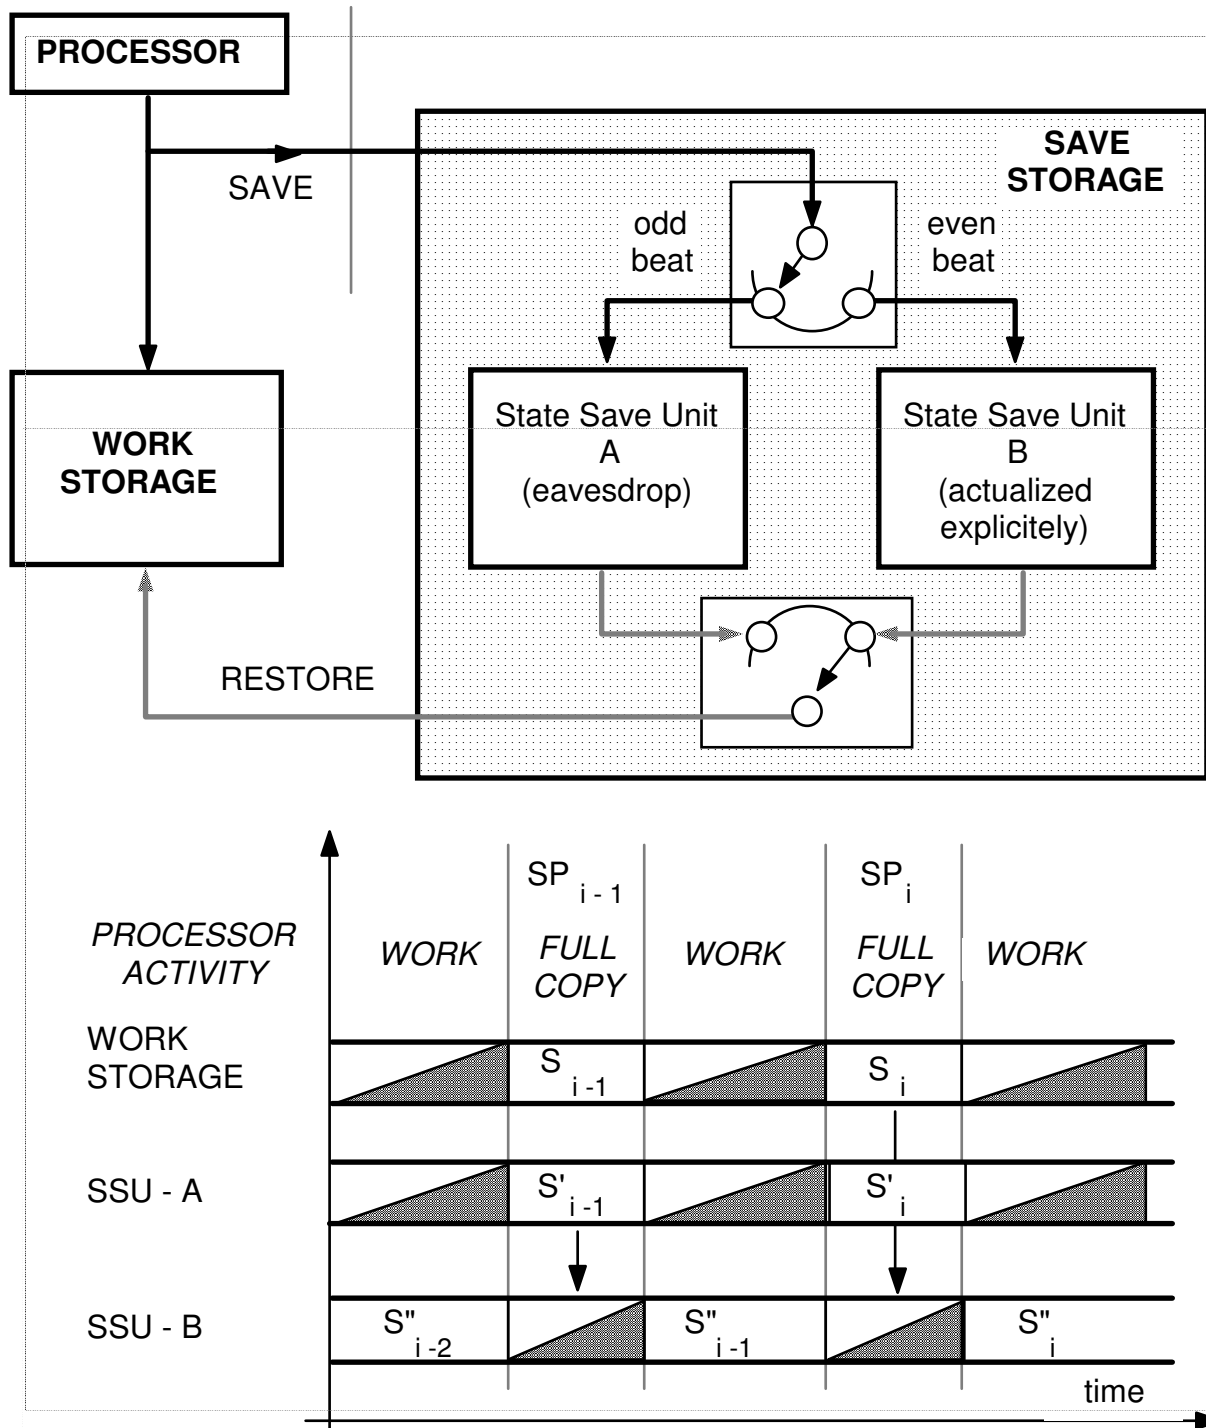 PROCESSOR
SAVE
STORAGE
SAVE
odd
beat
even
beat
State Save Unit
A
(eavesdrop)
State Save Unit
B
(actualized
explicitely)
WORK
STORAGE
RESTORE
SP i - 1
SP i
PROCESSOR
ACTIVITY
WORK
FULL
COPY
WORK
FULL
COPY
WORK
WORK
STORAGE
S i-1
S i
SSU - A
S' i -1
S' i
SSU - B
S" i -2
S" i -1
S" i
time